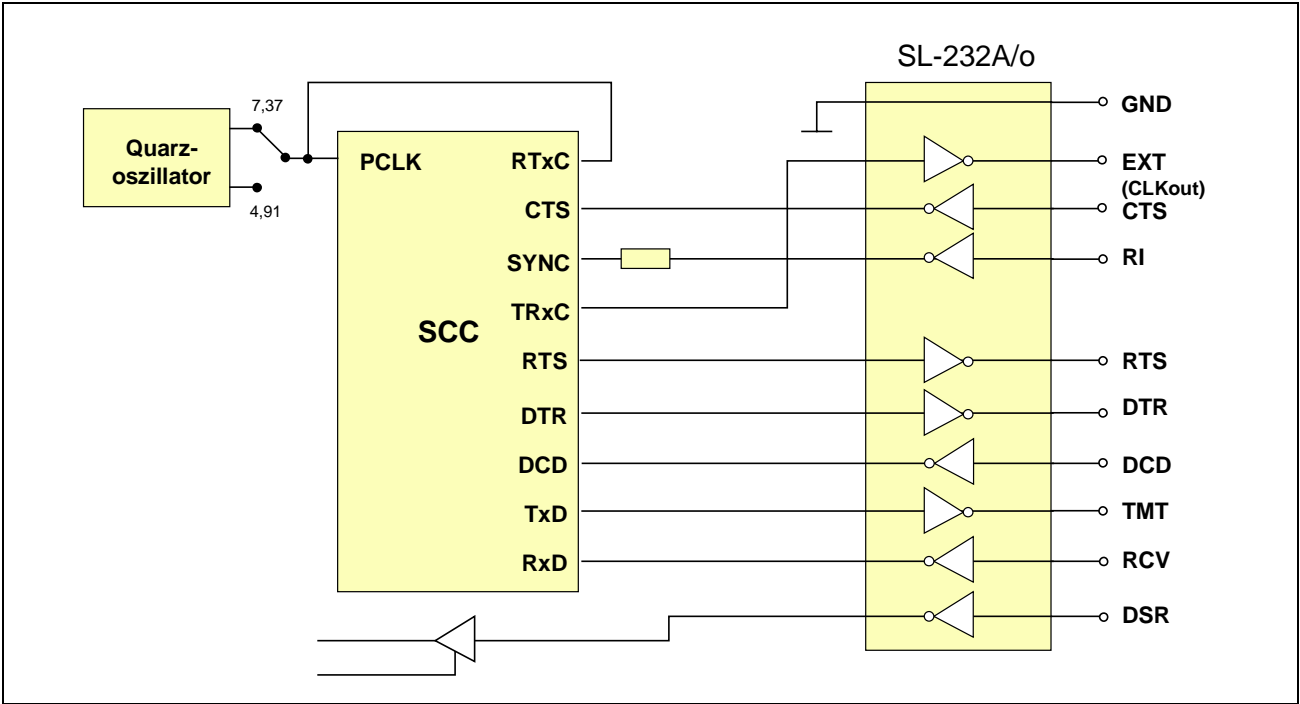 SL-232A/o
7,37
Quarz-
oszillator
4,91
PCLK
SCC
RTxC
CTS
SYNC
TRxC
RTS
DTR
DCD
TxD
RxD
GND
EXT
(CLKout)
CTS
RI
RTS
DTR
DCD
TMT
RCV
DSR